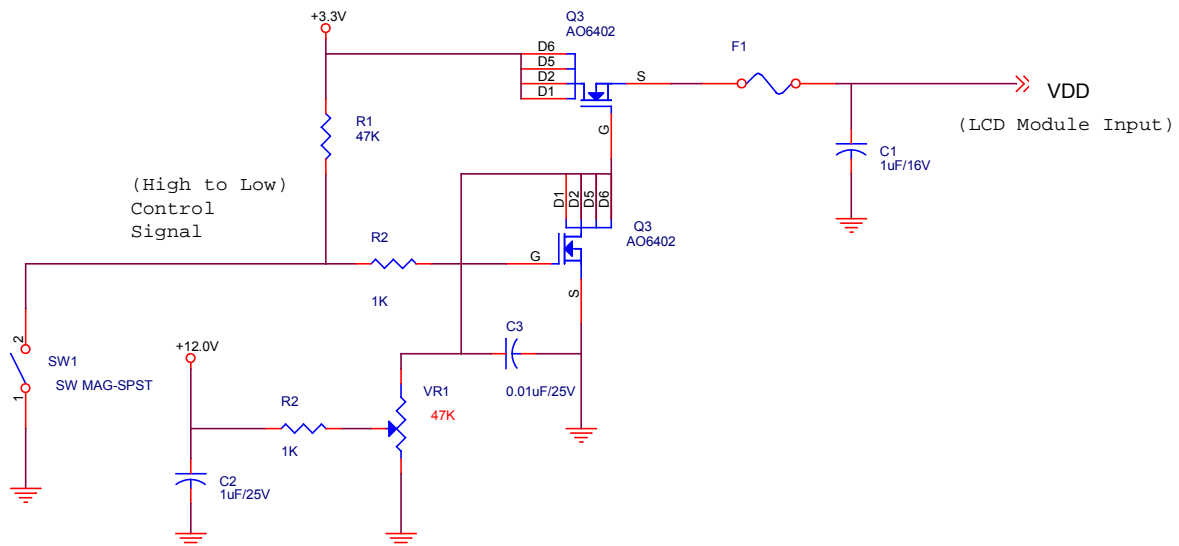 +3.3V
Q3
AO6402
D6
D5
D2
D1
S
G
F1
VDD
(LCD Module Input)
R1
47K
C1
1uF/16V
(High to Low)
Control
Signal
D1
D2
D5
D6
Q3
AO6402
R2
1K
G
S
2
1
SW1
SW MAG-SPST
+12.0V
C3
0.01uF/25V
VR1
47K
R2
1K
C2
1uF/25V